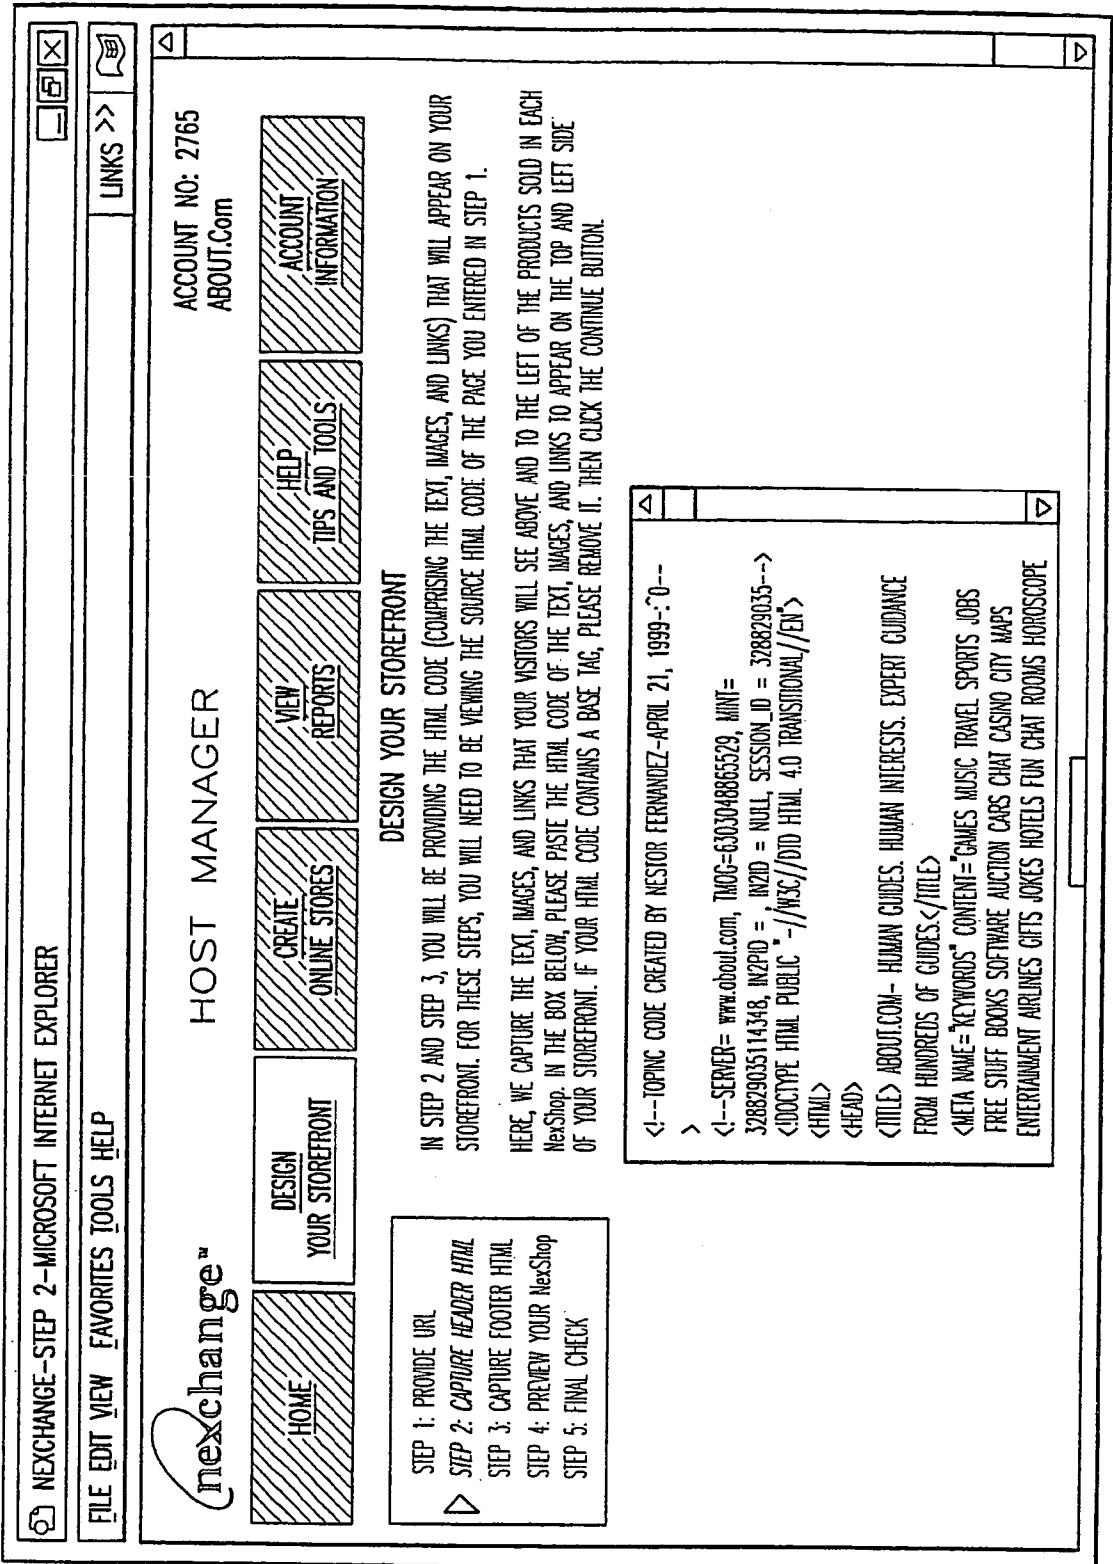 NEXCHANGE-STEP 2-MICROSOFT INTERNET EXPLORER
FILE EDIT VIEW FAVORITES TOOLS HELP
LINKS >>
nexchange™
HOST MANAGER
ACCOUNT NO: 2765
ABOUT.Com
HOME
DESIGN
YOUR STOREFRONT
CREATE
ONLINE STORES
VIEW
REPORTS
HELP
TIPS AND TOOLS
ACCOUNT
INFORMATION
DESIGN YOUR STOREFRONT
STEP 1: PROVIDE URL
STEP 2: CAPTURE HEADER HTML
STEP 3: CAPTURE FOOTER HTML
STEP 4: PREVIEW YOUR NexShop
STEP 5: FINAL CHECK
IN STEP 2 AND STEP 3, YOU WILL BE PROVIDING THE HTML CODE (COMPRISING THE TEXT, IMAGES, AND LINKS) THAT WILL APPEAR ON YOUR
STOREFRONT. FOR THESE STEPS, YOU WILL NEED TO BE VIEWING THE SOURCE HTML CODE OF THE PAGE YOU ENTERED IN STEP 1.
HERE, WE CAPTURE THE TEXT, IMAGES, AND LINKS THAT YOUR VISITORS WILL SEE ABOVE AND TO THE LEFT OF THE PRODUCTS SOLD IN EACH
NexShop. IN THE BOX BELOW, PLEASE PASTE THE HTML CODE OF THE TEXT, IMAGES, AND LINKS TO APPEAR ON THE TOP AND LEFT SIDE
OF YOUR STOREFRONT. IF YOUR HTML CODE CONTAINS A BASE TAG, PLEASE REMOVE IT. THEN CLICK THE CONTINUE BUTTON.
<!--TOPINC CODE CREATED BY NESTOR FERNANDEZ-APRIL 21, 1999-:^0--
>
<!---SERVER= www.about.com, TMOG=6303048865529, MINT=
32882903511434B, IN2PID = , IN2ID = NULL, SESSION_ID = 328829035-->
<!DOCTYPE HTML PUBLIC "-//W3C//DTD HTML 4.0 TRANSITIONAL//EN">
<HTML>
<HEAD>
<TITLE> ABOUT.COM- HUMAN GUIDES. HUMAN INTERESTS. EXPERT GUIDANCE
FROM HUNDREDS OF GUIDES.</TITLE>
<META NAME="KEYWORDS" CONTENT="GAMES MUSIC TRAVEL SPORTS JOBS
FREE STUFF BOOKS SOFTWARE AUCTION CARS CHAT CASINO CITY MAPS
ENTERTAINMENT AIRLINES GIFTS JOKES HOTELS FUN CHAT ROOMS HOROSCOPE